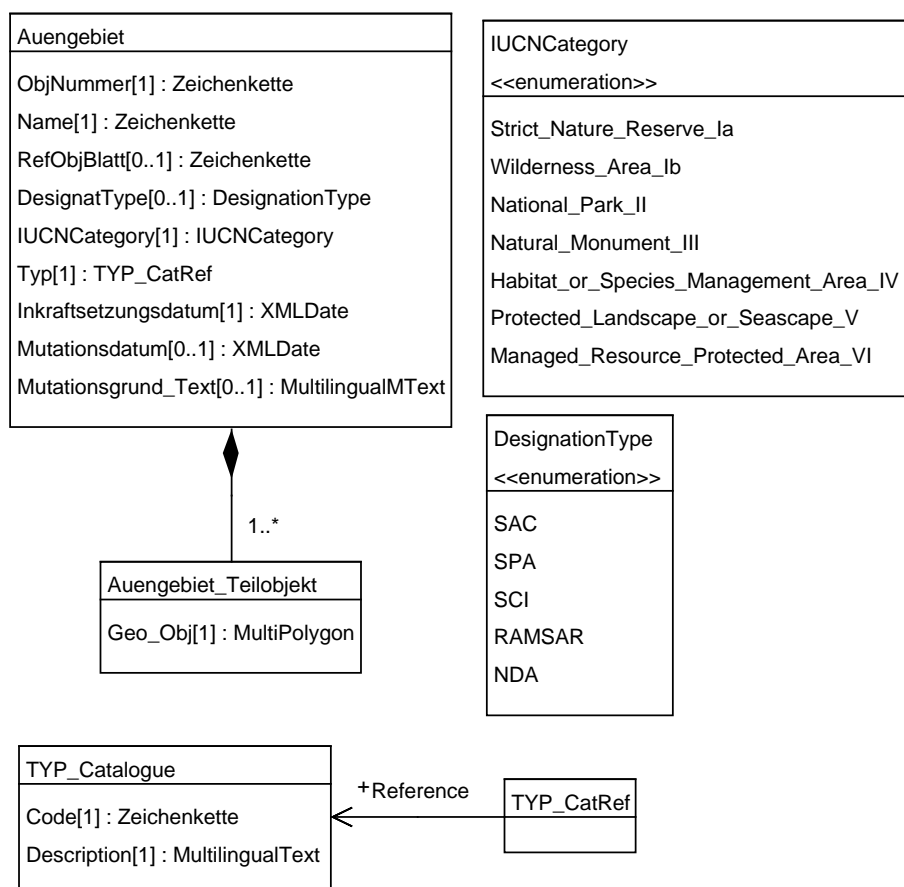 Auengebiet
ObjNummer[1] : Zeichenkette
Name[1] : Zeichenkette
RefObjBlatt[0..1] : Zeichenkette
DesignatType[0..1] : DesignationType
IUCNCategory[1] : IUCNCategory
Typ[1] : TYP_CatRef
Inkraftsetzungsdatum[1] : XMLDate
Mutationsdatum[0..1] : XMLDate
Mutationsgrund_Text[0..1] : MultilingualMText
IUCNCategory
<<enumeration>>
Strict_Nature_Reserve_Ia
Wilderness_Area_Ib
National_Park_II
Natural_Monument_III
Habitat_or_Species_Management_Area_IV
Protected_Landscape_or_Seascape_V
Managed_Resource_Protected_Area_VI
1..*
Auengebiet_Teilobjekt
Geo_Obj[1] : MultiPolygon
DesignationType
<<enumeration>>
SAC
SPA
SCI
RAMSAR
NDA
TYP_Catalogue
Code[1] : Zeichenkette
Description[1] : MultilingualText
+Reference
TYP_CatRef